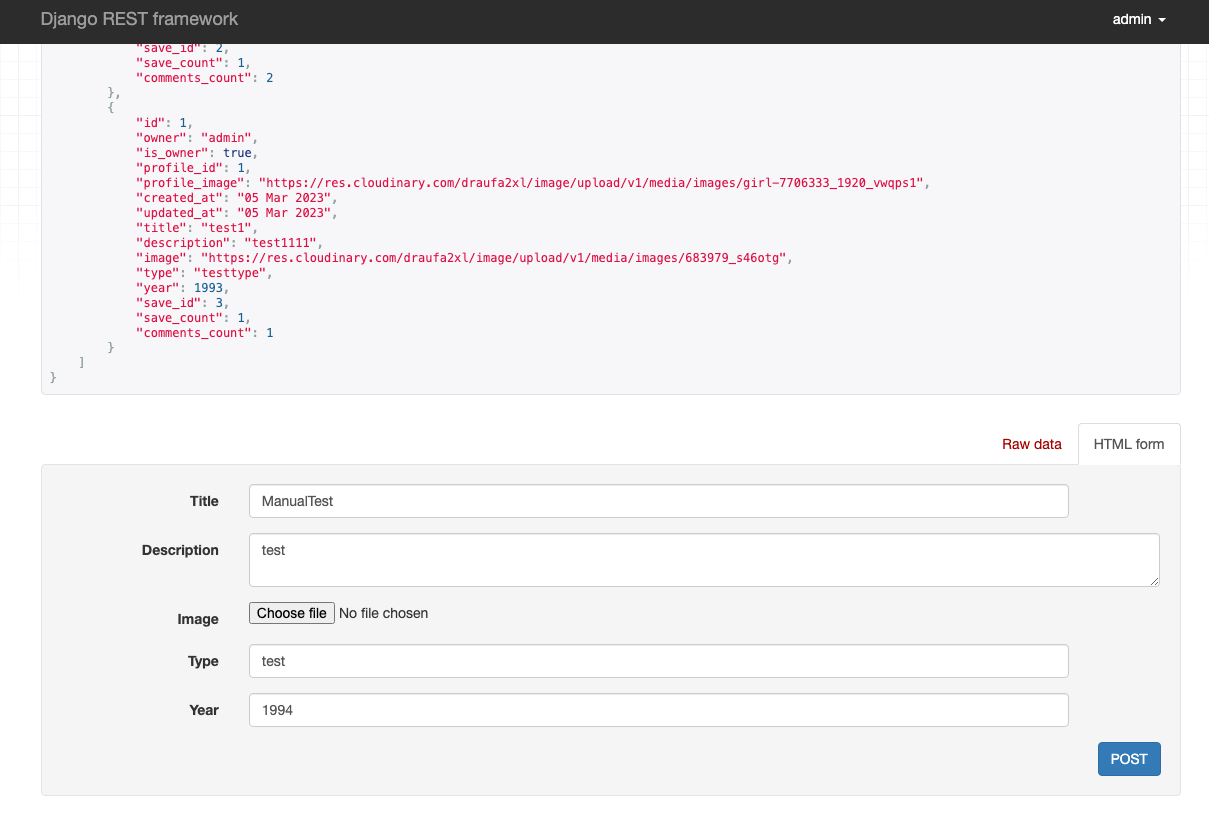 Django REST framework
admin
"save_id": 2,
"save_count": 1,
"comments_count": 2
},
{
"id": 1,
"owner": "admin",
"is_owner": true,
"profile_id": 1,
"profile_image": "https://res.cloudinary.com/draufa2xl/image/upload/v1/media/images/girl-7706333_1920_vwqps1",
"created_at": "05 Mar 2023",
"updated_at": "05 Mar 2023",
"title": "test1",
"description": "test1111",
"image": "https://res.cloudinary.com/draufa2xl/image/upload/v1/media/images/683979_s46otg",
"type": "testtype",
"year": 1993,
"save_id": 3,
"save_count": 1,
"comments_count": 1
}
]
}
Raw data
HTML form
Title
ManualTest
Description
test
Image
Choose file No file chosen
Type
test
Year
1994
POST